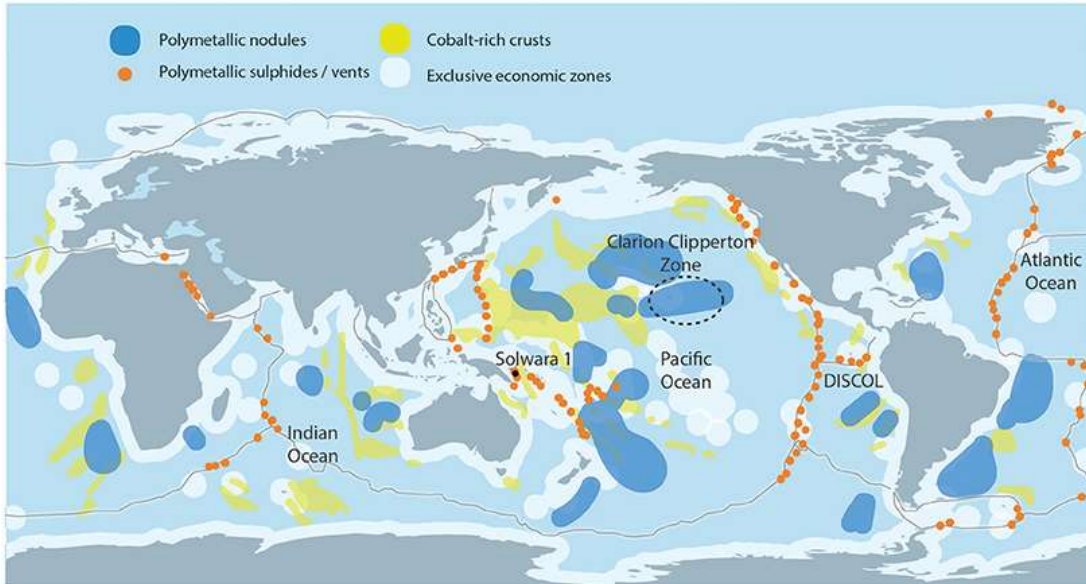 Polymetallic nodules
Cobalt-rich crusts
Polymetallic sulphides / vents
Exclusive economic zones
Clarion Clipperton
Zone
Atlantic
Ocean
Solwara 1
Pacific
Ocean
DISCOL
Indian
Ocean